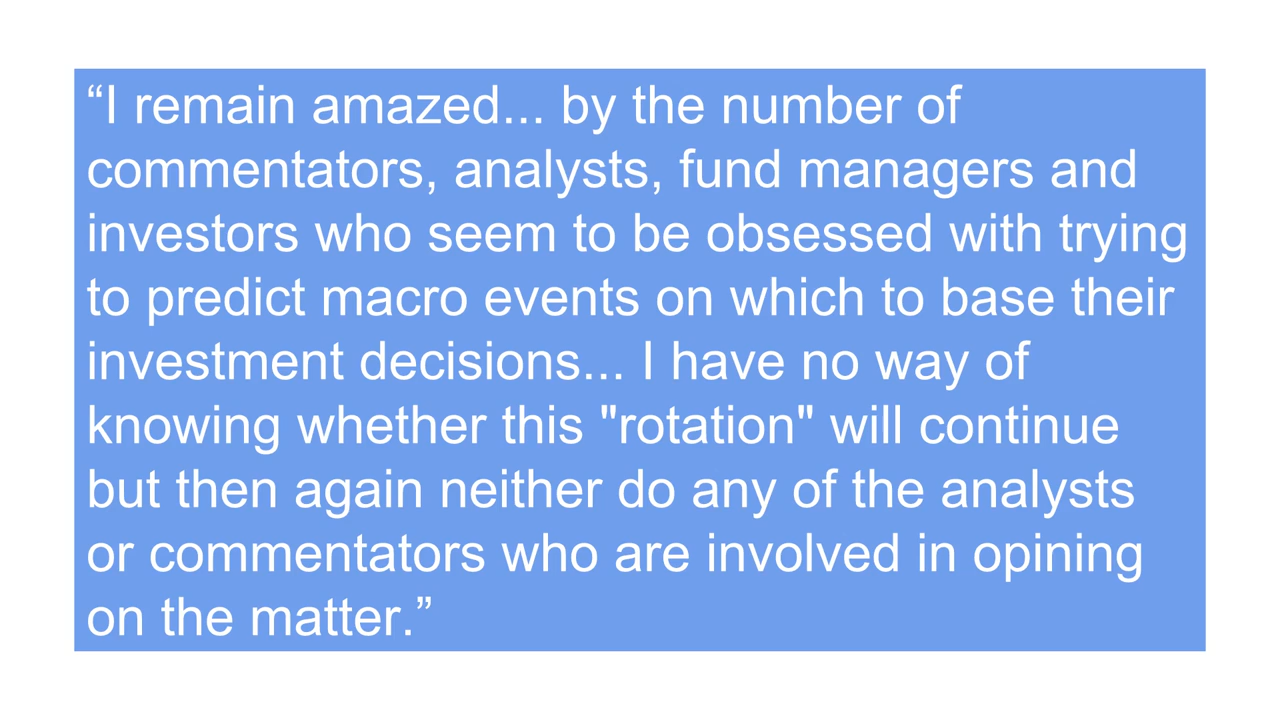 “I remain amazed... by the number of
commentators, analysts, fund managers and
investors who seem to be obsessed with trying
to predict macro events on which to base their
investment decisions... I have no way of
knowing whether this "rotation" will continue
but then again neither do any of the analysts
or commentators who are involved in opining
on the matter.”